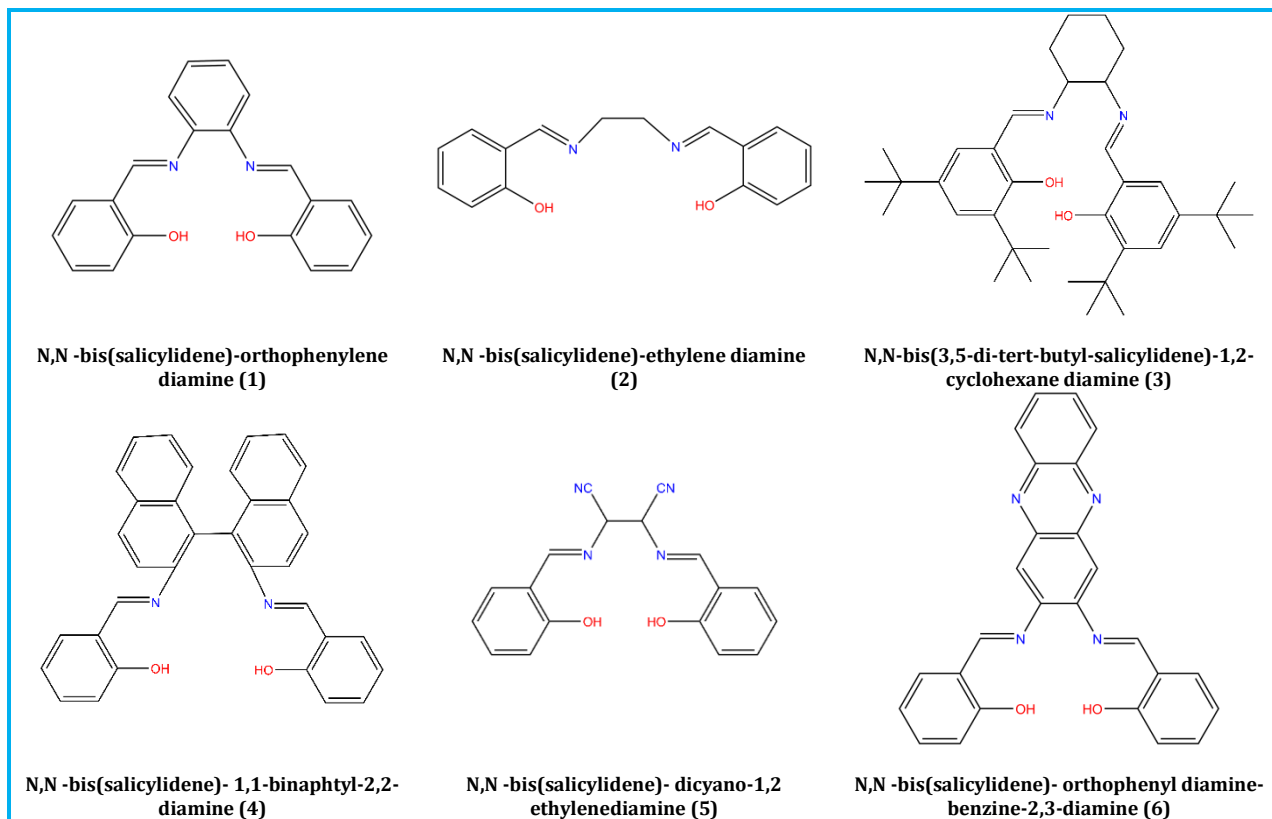 N
N
OH
HO
N,N -bis(salicylidene)-orthophenylene
diamine (1)
N
N
OH
HO
N,N -bis(salicylidene)-ethylene diamine
(2)
N
N
OH
HO
N,N-bis(3,5-di-tert-butyl-salicylidene)-1,2-
cyclohexane diamine (3)
N
N
OH
HO
N,N -bis(salicylidene)- 1,1-binaphtyl-2,2-
diamine (4)
NC
CN
N
N
OH
HO
N,N -bis(salicylidene)- dicyano-1,2
ethylenediamine (5)
N
N
N
N
OH
HO
N,N -bis(salicylidene)- orthophenyl diamine-
benzine-2,3-diamine (6)